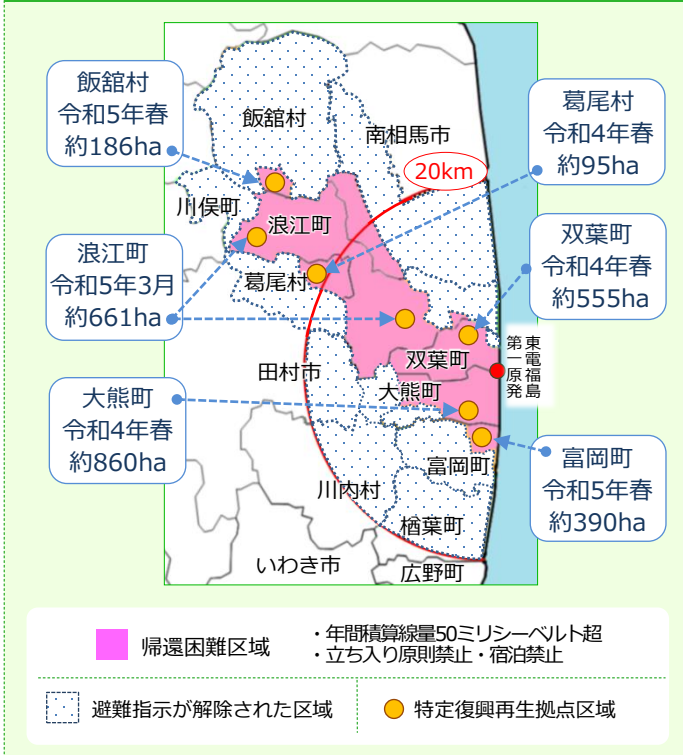 飯舘村
令和5年春
約186ha
葛尾村
令和4年春
約95ha
飯舘村
南相馬市
20km
川俣町
浪江町
浪江町
令和5年3月
約661ha
双葉町
令和4年春
約555ha
葛尾村
双葉町
東電福島
第一原発
田村市
大熊町
大熊町
令和4年春
約860ha
富岡町
富岡町
令和5年春
約390ha
川内村
楢葉町
いわき市
広野町
帰還困難区域
・年間積算線量50ミリシーベルト超
・立ち入り原則禁止・宿泊禁止
避難指示が解除された区域
特定復興再生拠点区域